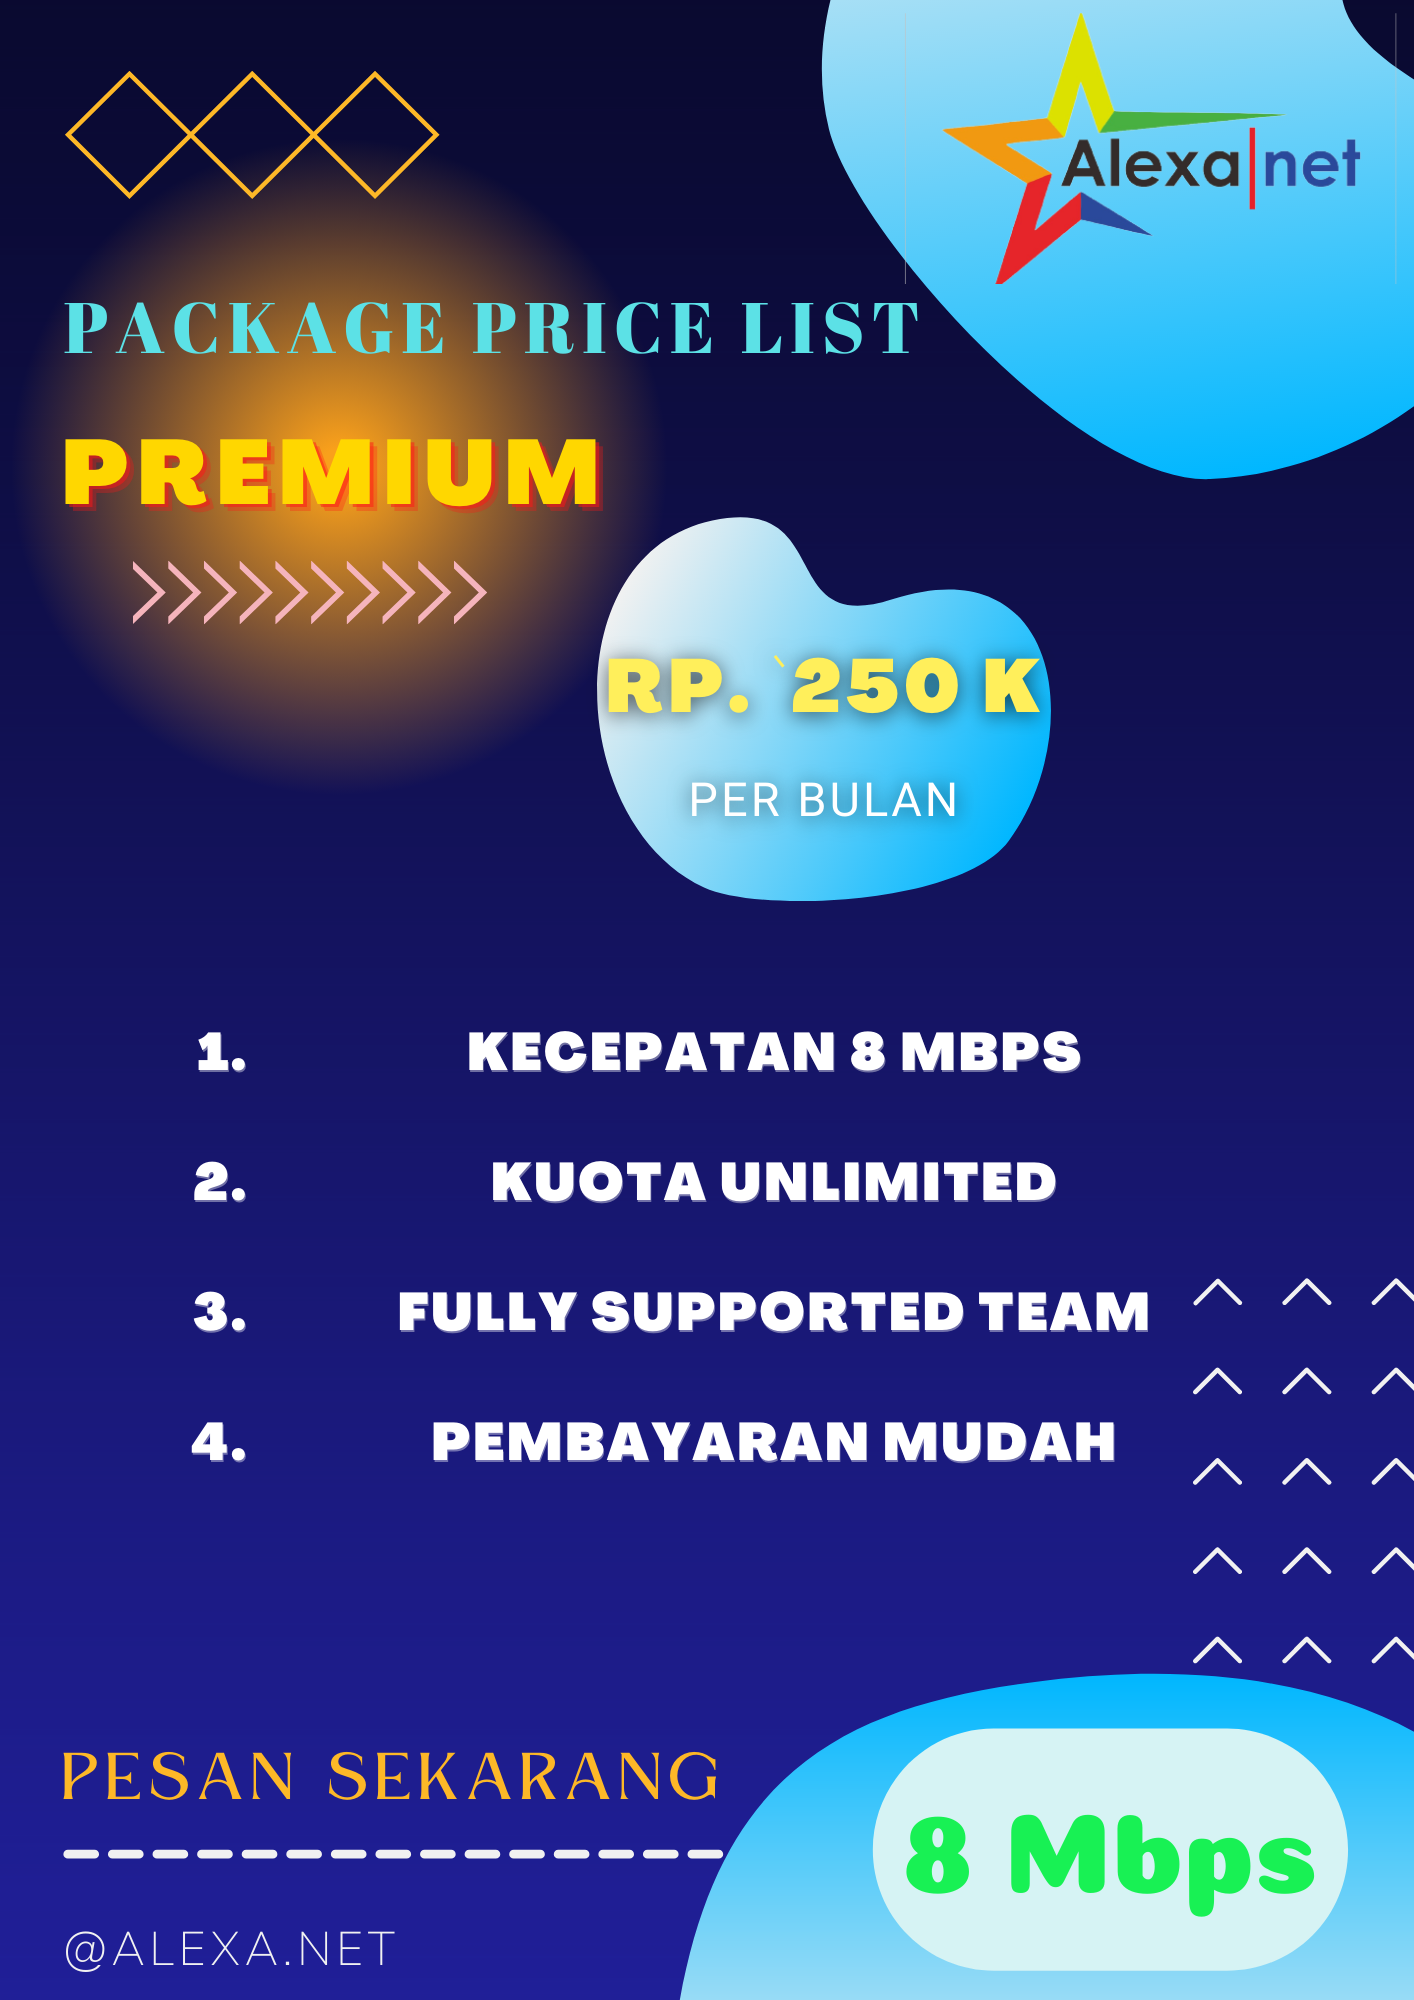 Alexa|net
PACKAGE PRICE LIST
PREMIUM
RP. `250 K
PER BULAN
1. KECEPATAN 8 MBPS
2. KUOTA UNLIMITED
3. FULLY SUPPORTED TEAM
4. PEMBAYARAN MUDAH
PESAN SEKARANG
8 Mbps
@ALEXA.NET